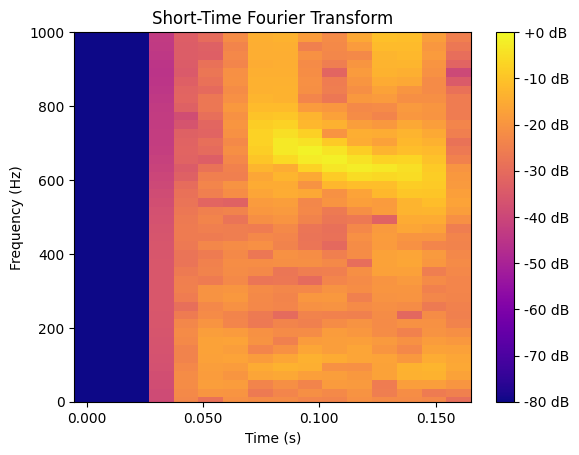 Short-Time Fourier Transform
1000
800
600
400
200
0
Frequency (Hz)
0.000
0.050
0.100
0.150
Time (s)
+0 dB
-10 dB
-20 dB
-30 dB
-40 dB
-50 dB
-60 dB
-70 dB
-80 dB